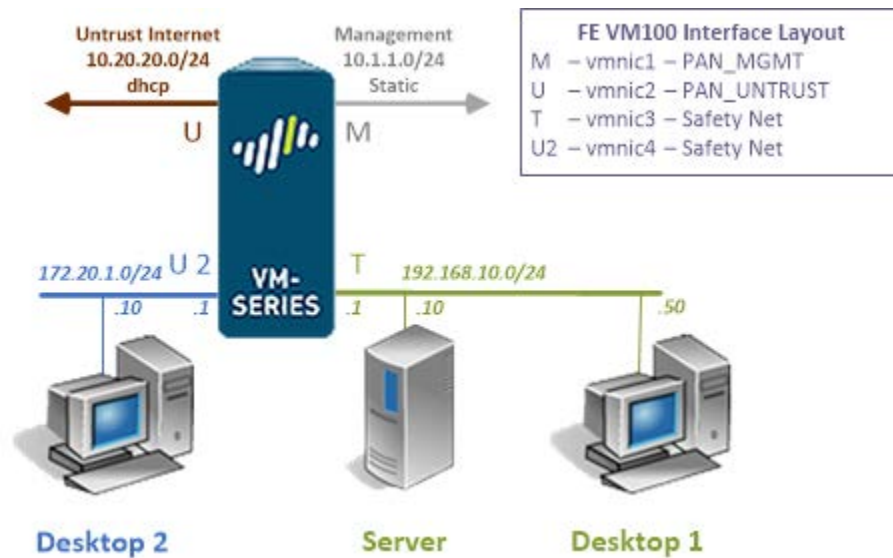 Untrust Internet
10.20.20.0/24
dhcp
Management
10.1.1.0/24
Static
U
M
FE VM100 Interface Layout
M – vmnic1 – PAN_MGMT
U – vmnic2 – PAN_UNTRUST
T – vmnic3 – Safety Net
U2 – vmnic4 – Safety Net
172.20.1.0/24
U 2
VM-
SERIES
T
192.168.10.0/24
.10
.1
.1
.10
.50
Desktop 2
Server
Desktop 1